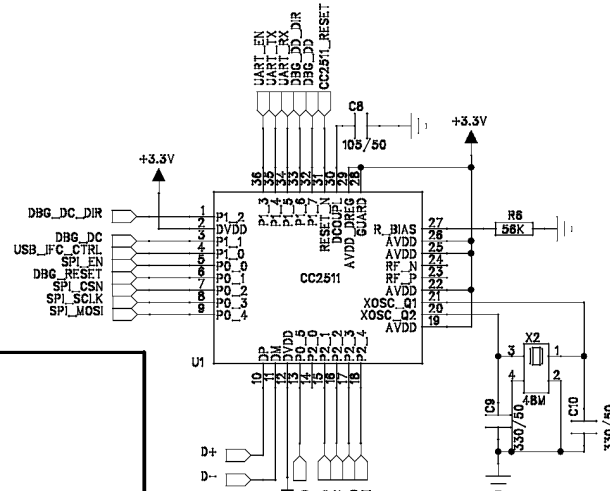 UART_EN
UART_TX
UART_RX
DBG_DD_DIR
DBG_DD
CC2511_RESET
C8
105/50
+3.3V
+3.3V
36 35 34 33 32 31 30 29 28
P1_3
P1_4
P1_5
P1_6
P1_7
RESET_N
DCOUPL
AVDD_DREG
GUARD
DBG_DC_DIR 1 P1_2
2 DVDD
DBG_DC 3 P1_1
USB_IFC_CTRL 4 P1_0
SPI_EN 5 P0_0
DBG_RESET 6 P0_1
SPI_CSN 7 P0_2
SPI_SCLK 8 P0_3
SPI_MOSI 9 P0_4
CC2511
R_BIAS 27
AVDD 26
AVDD 25
RF_N 24
RF_P 23
AVDD 22
XOSC_Q1 21
XOSC_Q2 20
AVDD 19
R6
56K
U1
DP
DM
DVDD
P0_5
P2_0
P2_1
P2_2
P2_3
P2_4
10 11 12 13 14 15 16 17 18
X2
3 1
4 2
48M
C9
330/50
C10
330/50
D+
D-